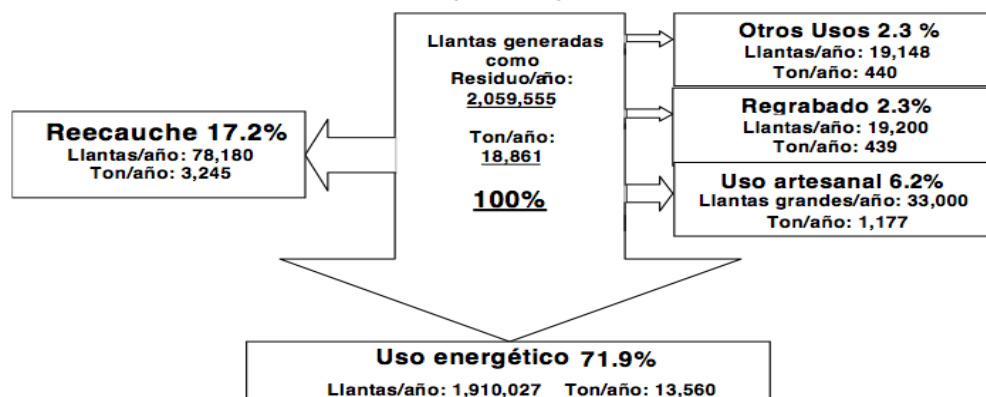 Llantas generadas
como
Residuo/año:
2,059,555
Ton/año:
18,861
100%
Reecauche 17.2%
Llantas/año: 78,180
Ton/año: 3,245
Otros Usos 2.3 %
Llantas/año: 19,148
Ton/año: 440
Regrabado 2.3%
Llantas/año: 19,200
Ton/año: 439
Uso artesanal 6.2%
Llantas grandes/año: 33,000
Ton/año: 1,177
Uso energético 71.9%
Llantas/año: 1,910,027 Ton/año: 13,560